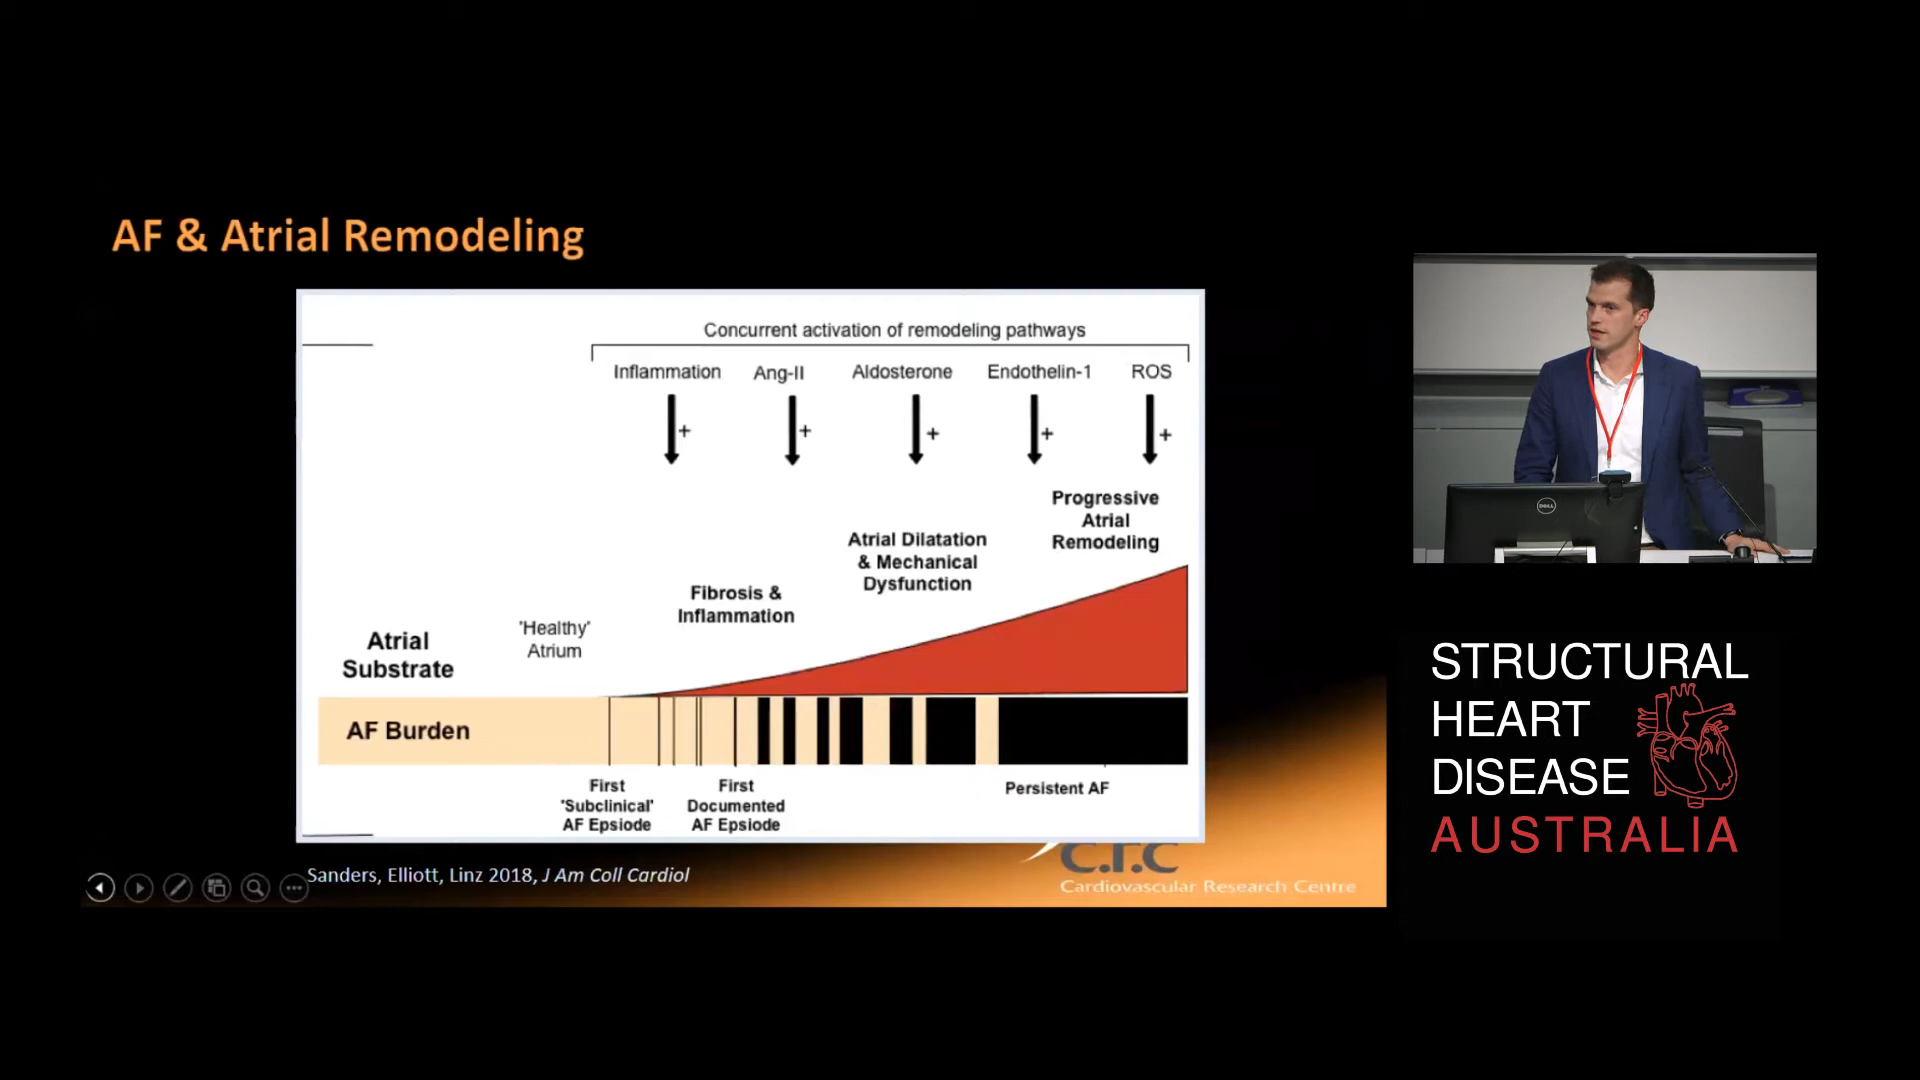 AF & Atrial Remodeling
Concurrent activation of remodeling pathways
Inflammation Ang-II Aldosterone Endothelin-1 ROS
+ + + + +
Progressive
Atrial
Remodeling
Atrial Dilatation
& Mechanical
Dysfunction
Fibrosis &
Inflammation
'Healthy'
Atrium
Atrial
Substrate
AF Burden
First
'Subclinical'
AF Epsiode
First
Documented
AF Epsiode
Persistent AF
Sanders, Elliott, Linz 2018, J Am Coll Cardiol
Cardiovascular Research Centre
DELL
STRUCTURAL
HEART
DISEASE
AUSTRALIA